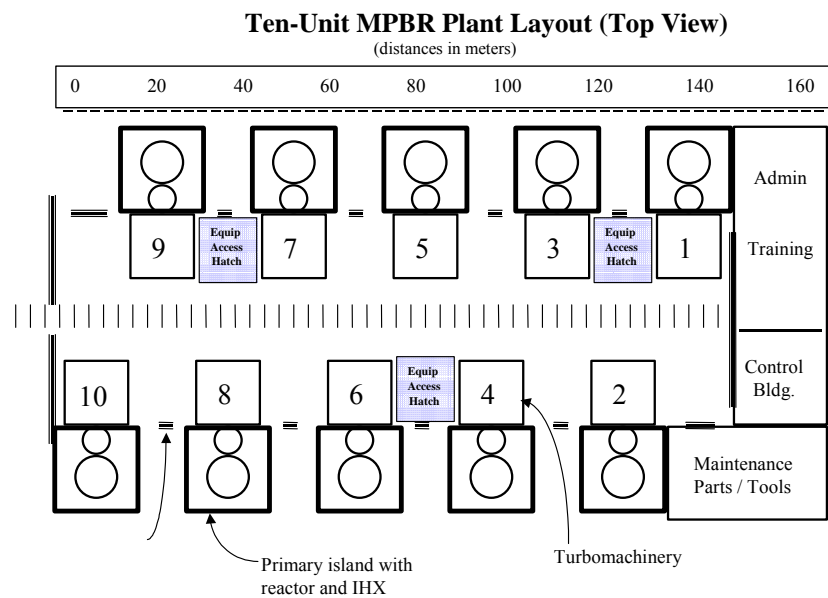 Ten-Unit MPBR Plant Layout (Top View)
(distances in meters)
0 20 40 60 80 100 120 140 160
Admin
Equip
Access
Hatch
Equip
Access
Hatch
9 7 5 3 1
Training
Equip
Access
Hatch
10 8 6 4 2
Control
Bldg.
Maintenance
Parts / Tools
Primary island with
reactor and IHX
Turbomachinery